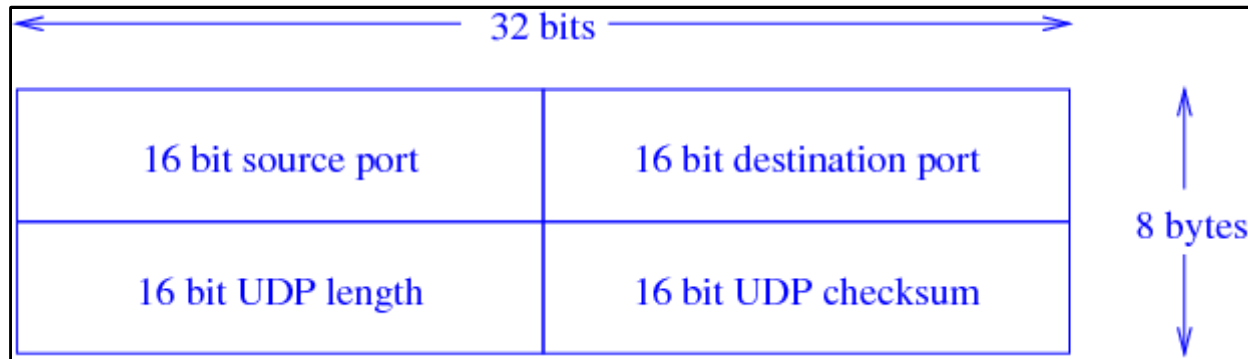 32 bits
16 bit source port
16 bit destination port
8 bytes
16 bit UDP length
16 bit UDP checksum